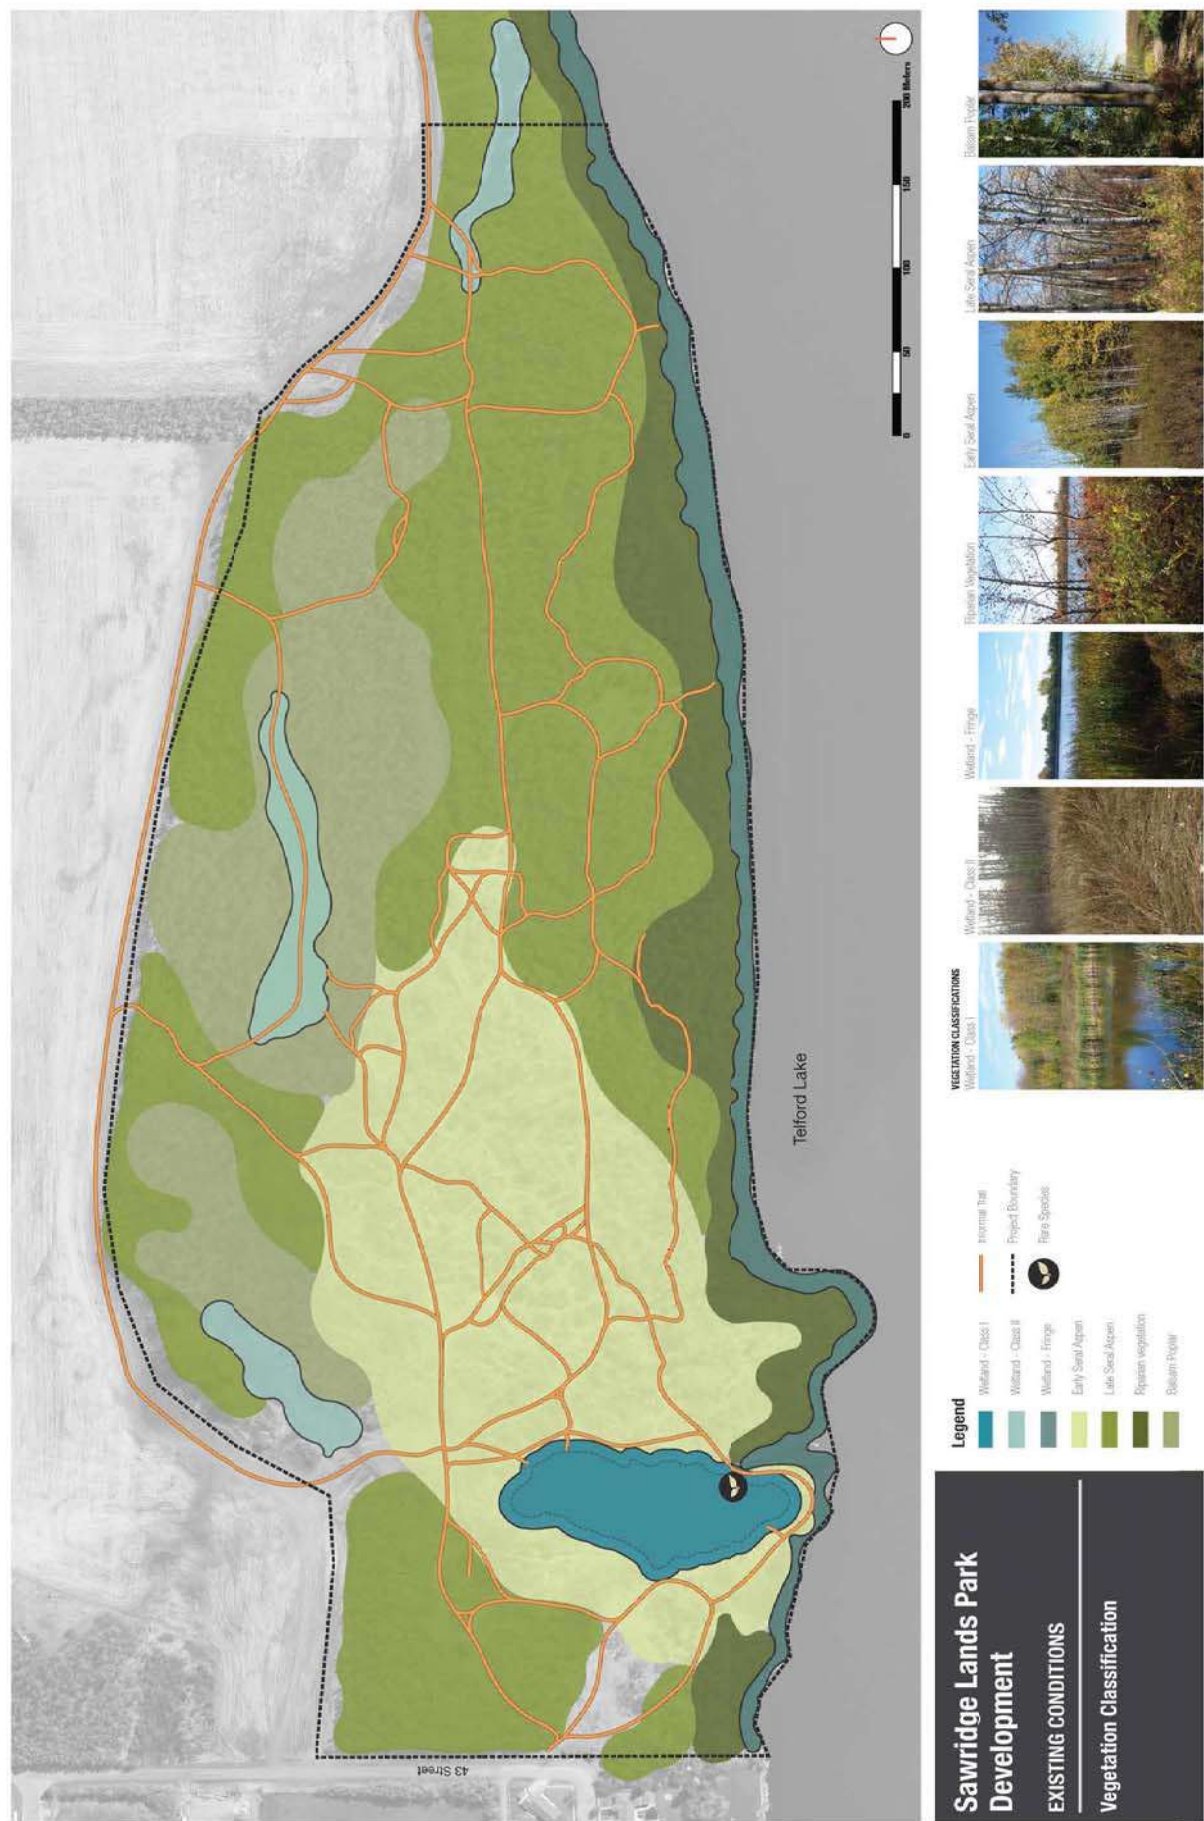 43 Street
Telford Lake
0
50
100
150
200 Meters
Sawridge Lands Park
Development
EXISTING CONDITIONS
Vegetation Classification
Legend
Wetland - Class I
Wetland - Class II
Wetland - Fringe
Early Seral Aspen
Late Seral Aspen
Riparian vegetation
Balsam Poplar
Informal Trail
Project Boundary
Rare Species
VEGETATION CLASSIFICATIONS
Wetland - Class I
Wetland - Class II
Wetland - Fringe
Riparian Vegetation
Early Seral Aspen
Late Seral Aspen
Balsam Poplar